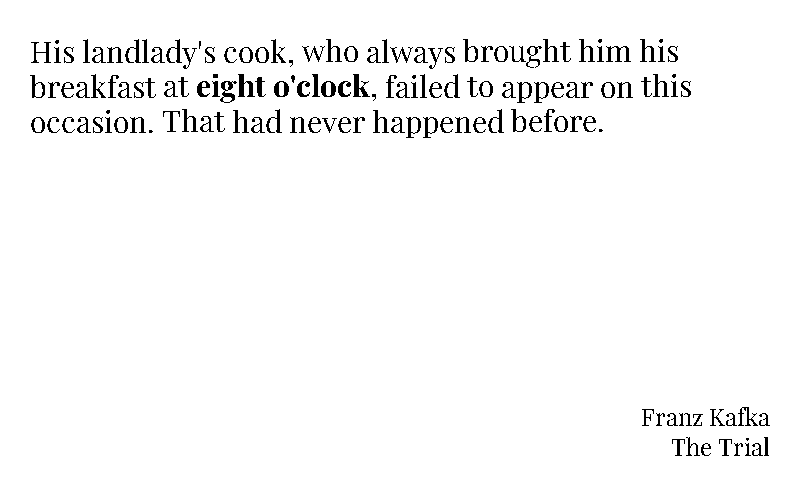 His landlady's cook, who always brought him his
breakfast at eight o'clock, failed to appear on this
occasion. That had never happened before.
Franz Kafka
The Trial